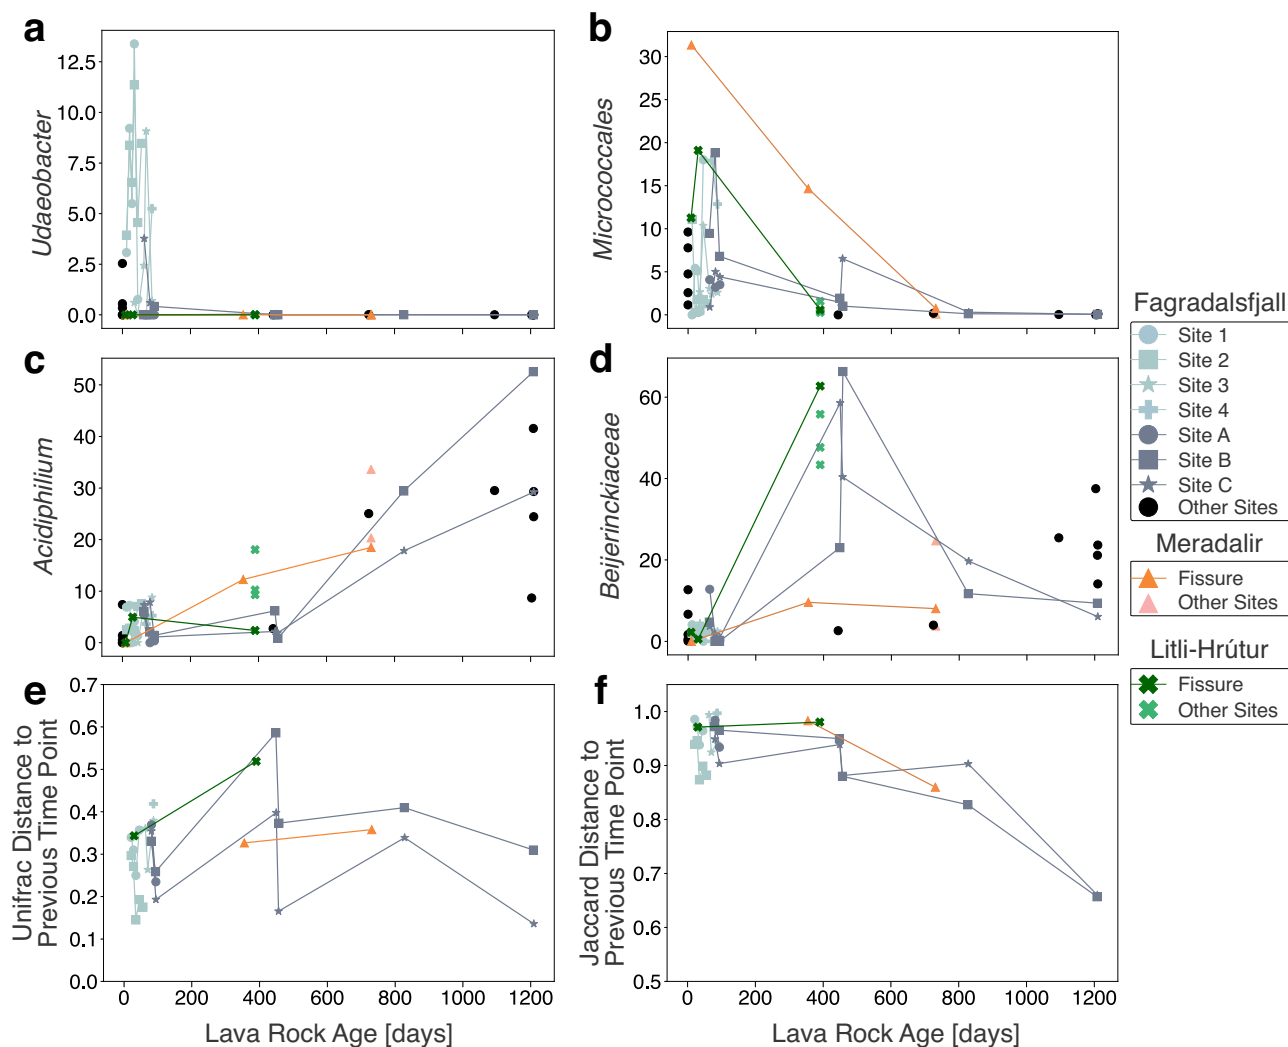 a
Udaeobacter
12.5
10.0
7.5
5.0
2.5
0.0
b
Micrococcales
30
25
20
15
10
5
0
c
Acidiphilium
50
40
30
20
10
0
d
Beijerinckiaceae
60
40
20
0
e
Unifrac Distance to
Previous Time Point
0.7
0.6
0.5
0.4
0.3
0.2
0.1
0.0
0 200 400 600 800 1000 1200
Lava Rock Age [days]
f
Jaccard Distance to
Previous Time Point
1.0
0.9
0.8
0.7
0.6
0.5
0 200 400 600 800 1000 1200
Lava Rock Age [days]
Fagradalsfjall
Site 1
Site 2
Site 3
Site 4
Site A
Site B
Site C
Other Sites
Meradalir
Fissure
Other Sites
Litli-Hrútur
Fissure
Other Sites